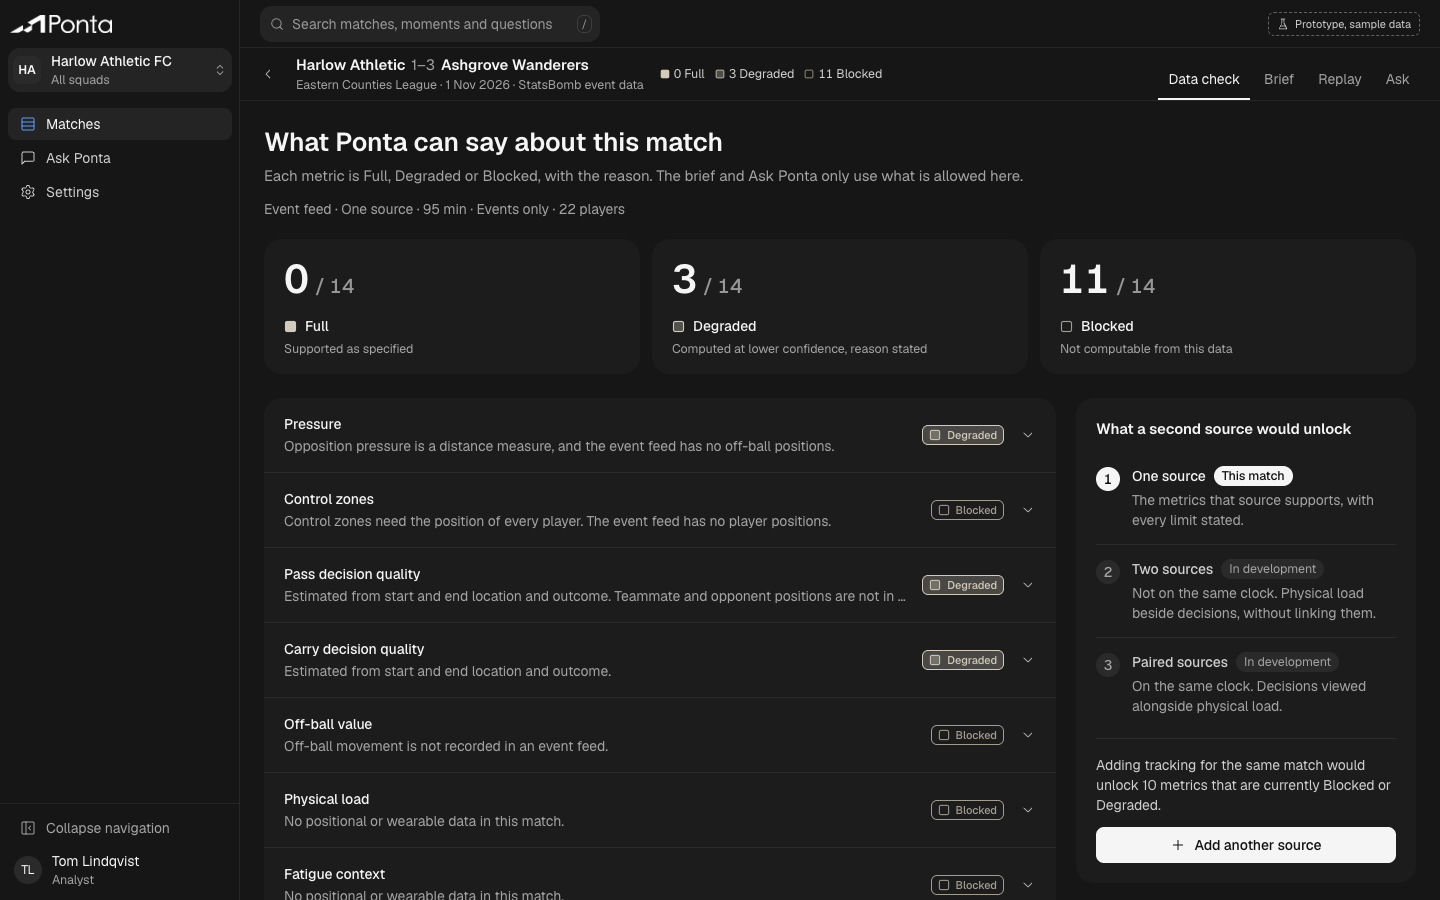 Ponta
Search matches, moments and questions
/
Prototype, sample data
HA
Harlow Athletic FC
All squads
Matches
Ask Ponta
Settings
Harlow Athletic 1–3 Ashgrove Wanderers
Eastern Counties League · 1 Nov 2026 · StatsBomb event data
0 Full
3 Degraded
11 Blocked
Data check
Brief
Replay
Ask
What Ponta can say about this match
Each metric is Full, Degraded or Blocked, with the reason. The brief and Ask Ponta only use what is allowed here.
Event feed · One source · 95 min · Events only · 22 players
0 / 14
Full
Supported as specified
3 / 14
Degraded
Computed at lower confidence, reason stated
11 / 14
Blocked
Not computable from this data
Pressure
Opposition pressure is a distance measure, and the event feed has no off-ball positions.
Degraded
Control zones
Control zones need the position of every player. The event feed has no player positions.
Blocked
Pass decision quality
Estimated from start and end location and outcome. Teammate and opponent positions are not in ...
Degraded
Carry decision quality
Estimated from start and end location and outcome.
Degraded
Off-ball value
Off-ball movement is not recorded in an event feed.
Blocked
Physical load
No positional or wearable data in this match.
Blocked
Fatigue context
No positional or wearable data in this match.
Blocked
What a second source would unlock
1
One source
This match
The metrics that source supports, with
every limit stated.
2
Two sources
In development
Not on the same clock. Physical load
beside decisions, without linking them.
3
Paired sources
In development
On the same clock. Decisions viewed
alongside physical load.
Adding tracking for the same match would
unlock 10 metrics that are currently Blocked or
Degraded.
Add another source
Collapse navigation
TL
Tom Lindqvist
Analyst